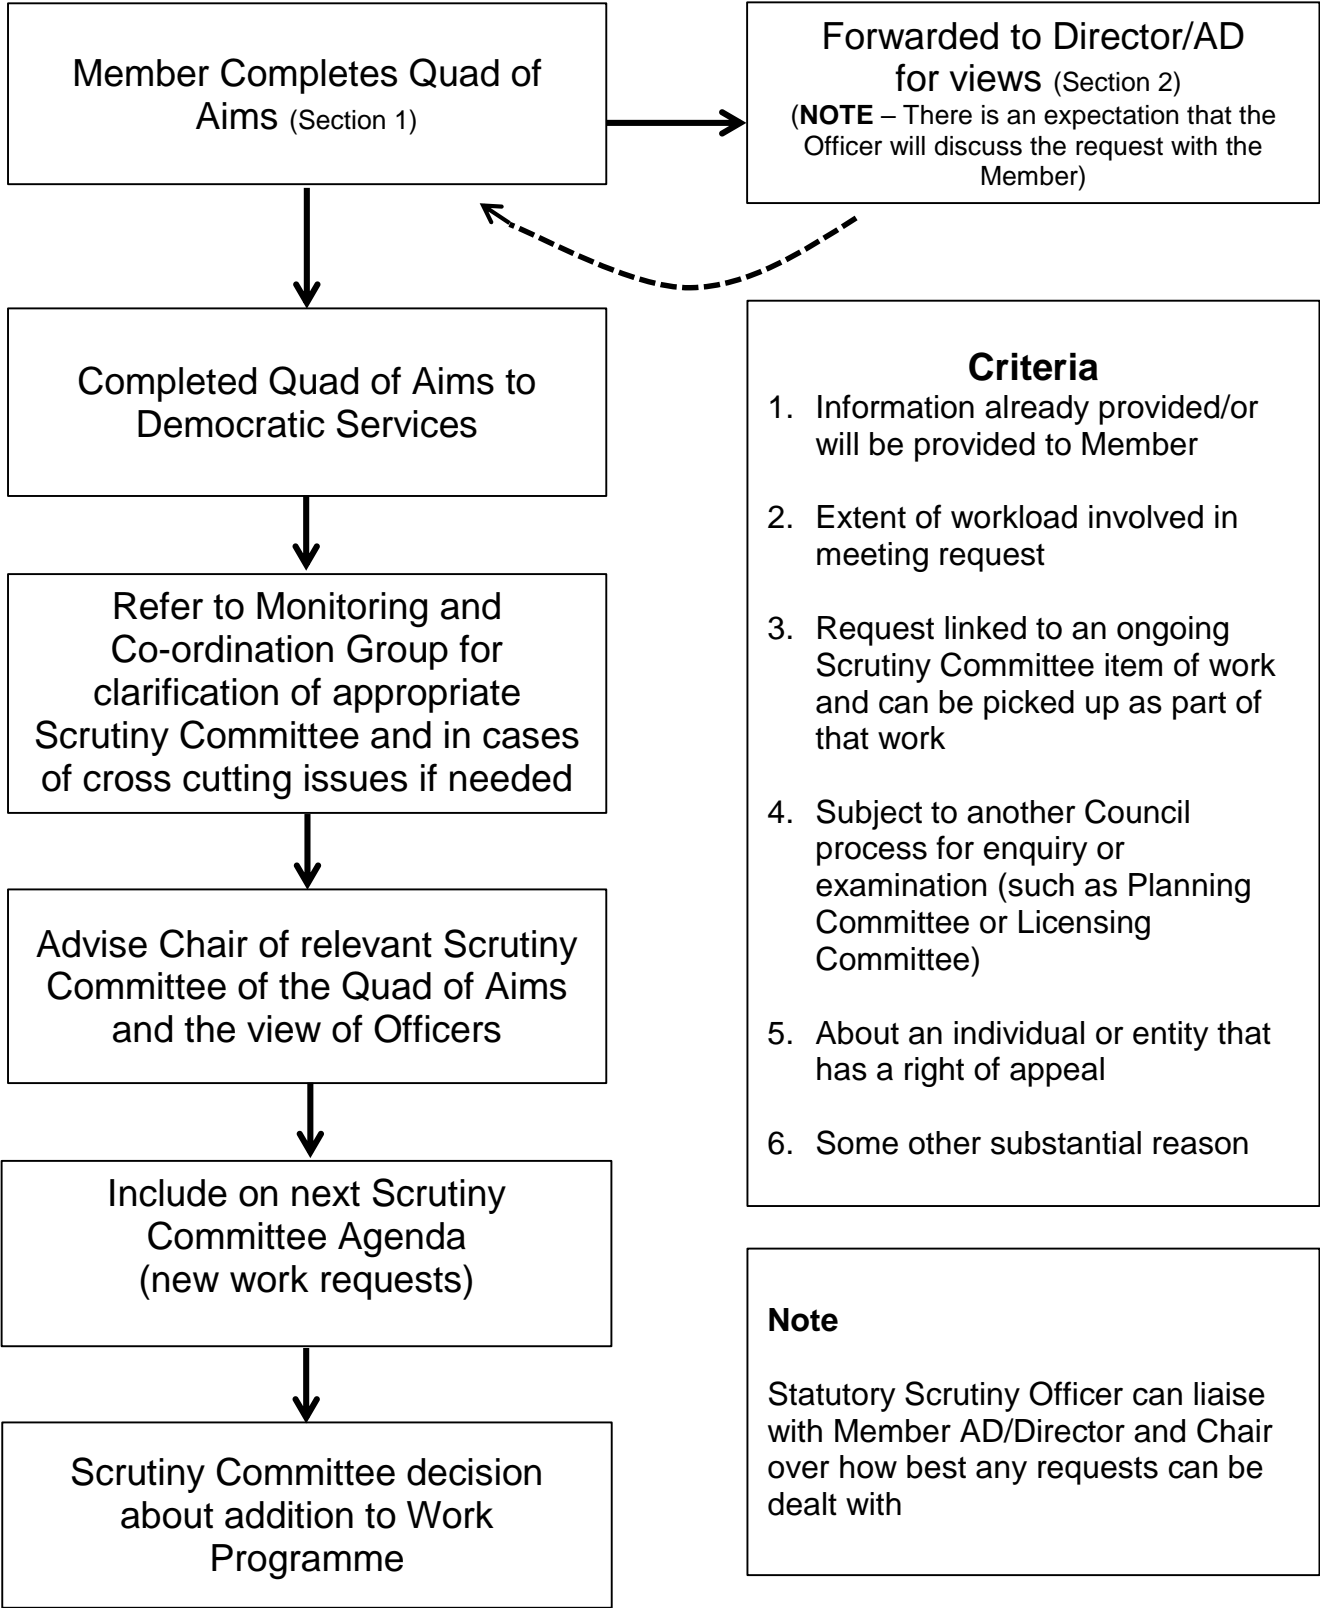 Member Completes Quad of
Aims (Section 1)
Forwarded to Director/AD
for views (Section 2)
(NOTE – There is an expectation that the
Officer will discuss the request with the
Member)
Completed Quad of Aims to
Democratic Services
Refer to Monitoring and
Co-ordination Group for
clarification of appropriate
Scrutiny Committee and in cases
of cross cutting issues if needed
Advise Chair of relevant Scrutiny
Committee of the Quad of Aims
and the view of Officers
Include on next Scrutiny
Committee Agenda
(new work requests)
Scrutiny Committee decision
about addition to Work
Programme
Criteria
1. Information already provided/or
will be provided to Member
2. Extent of workload involved in
meeting request
3. Request linked to an ongoing
Scrutiny Committee item of work
and can be picked up as part of
that work
4. Subject to another Council
process for enquiry or
examination (such as Planning
Committee or Licensing
Committee)
5. About an individual or entity that
has a right of appeal
6. Some other substantial reason
Note
Statutory Scrutiny Officer can liaise
with Member AD/Director and Chair
over how best any requests can be
dealt with